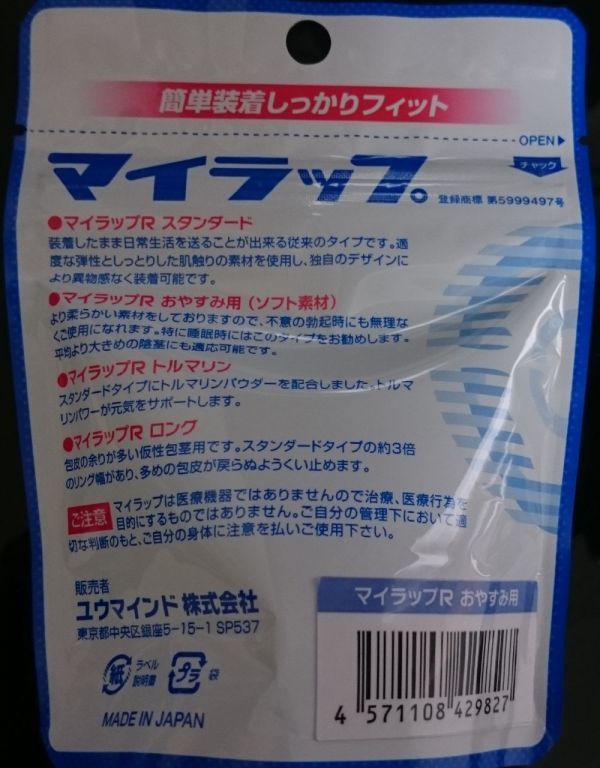 簡単装着しっかりフィット
OPEN▶
チャック
マイラップ。
登録商標 第5999497号
●マイラップR スタンダード
装着したまま日常生活を送ることが出来る従来のタイプです。適
度な弾性としっとりした肌触りの素材を使用し、独自のデザインに
より異物感なく装着可能です。
●マイラップR おやすみ用(ソフト素材)
より柔らかい素材をしておりますので、不意の勃起時にも無理な
くご使用になれます。特に睡眠時にはこのタイプをお勧めします。
平均より大きめの陰茎にも適応可能です。
●マイラップR トルマリン
スタンダードタイプにトルマリンパウダーを配合しました。トルマ
リンパワーが元気をサポートします。
●マイラップR ロング
包皮の余りが多い仮性包茎用です。スタンダードタイプの約3倍
のリング幅があり、多めの包皮が戻らぬようくい止めます。
ご注意
マイラップは医療機器ではありませんので治療、医療行為を
目的にするものではありません。ご自分の管理下において適
切な判断のもと、ご自分の身体に注意を払いご使用下さい。
販売者
ユウマインド 株式会社
東京都中央区銀座5-15-1 SP537
紙 ラベル
説明書
プラ 袋
MADE IN JAPAN
マイラップR おやすみ用
4 571108 429827